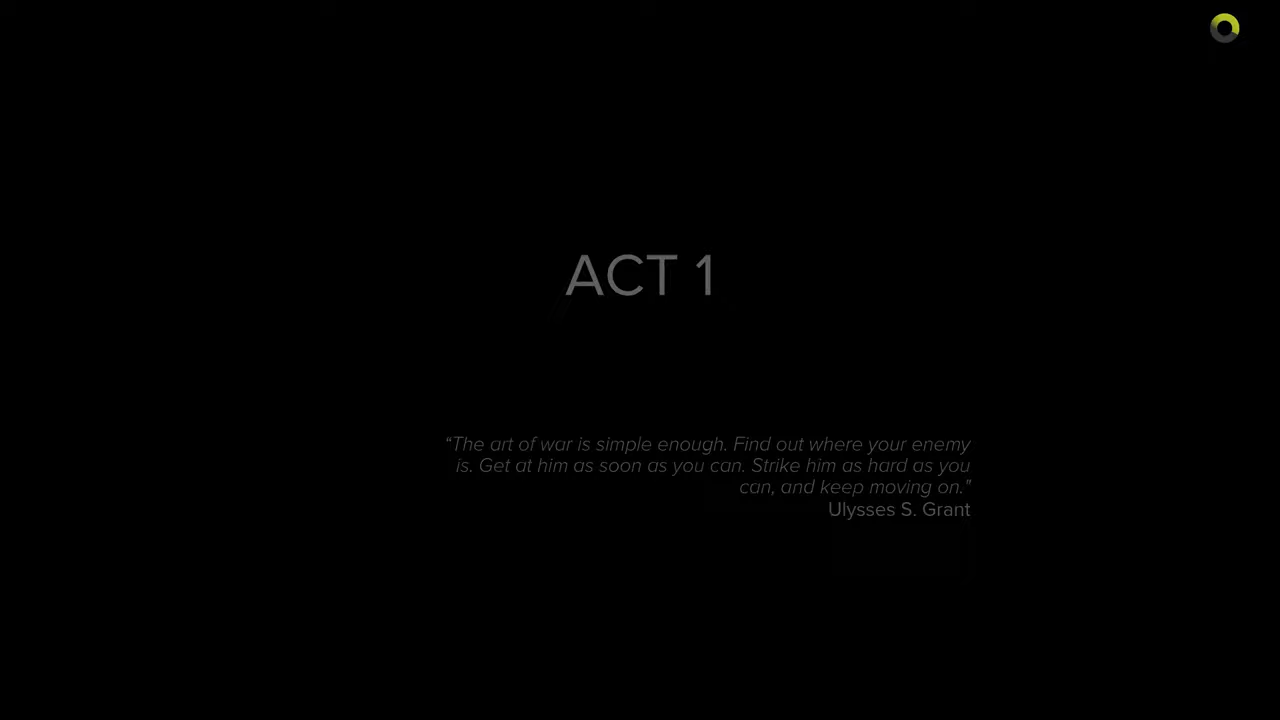 ACT 1
“The art of war is simple enough. Find out where your enemy
is. Get at him as soon as you can. Strike him as hard as you
can, and keep moving on."
Ulysses S. Grant